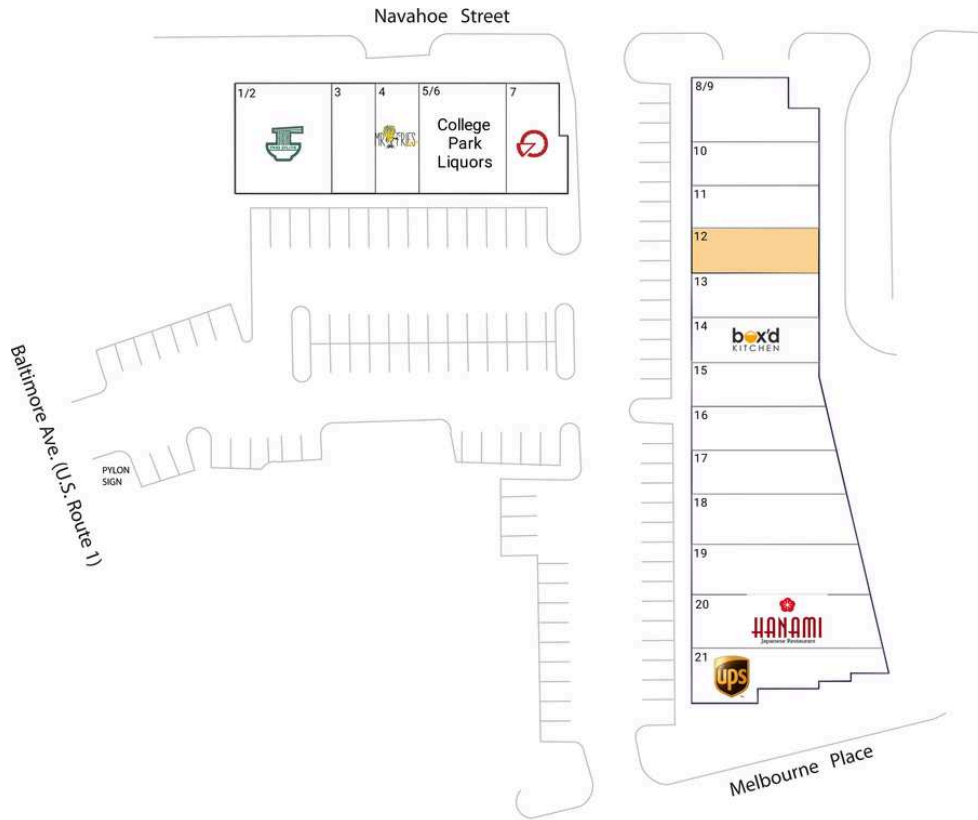 Navahoe Street
1/2
3
4
MR FRIES
5/6
College
Park
Liquors
7
8/9
10
11
12
13
14
box'd
KITCHEN
15
16
17
18
19
20
HANAMI
Japanese Restaurant
21
ups
Baltimore Ave. (U.S. Route 1)
PYLON
SIGN
Melbourne Place